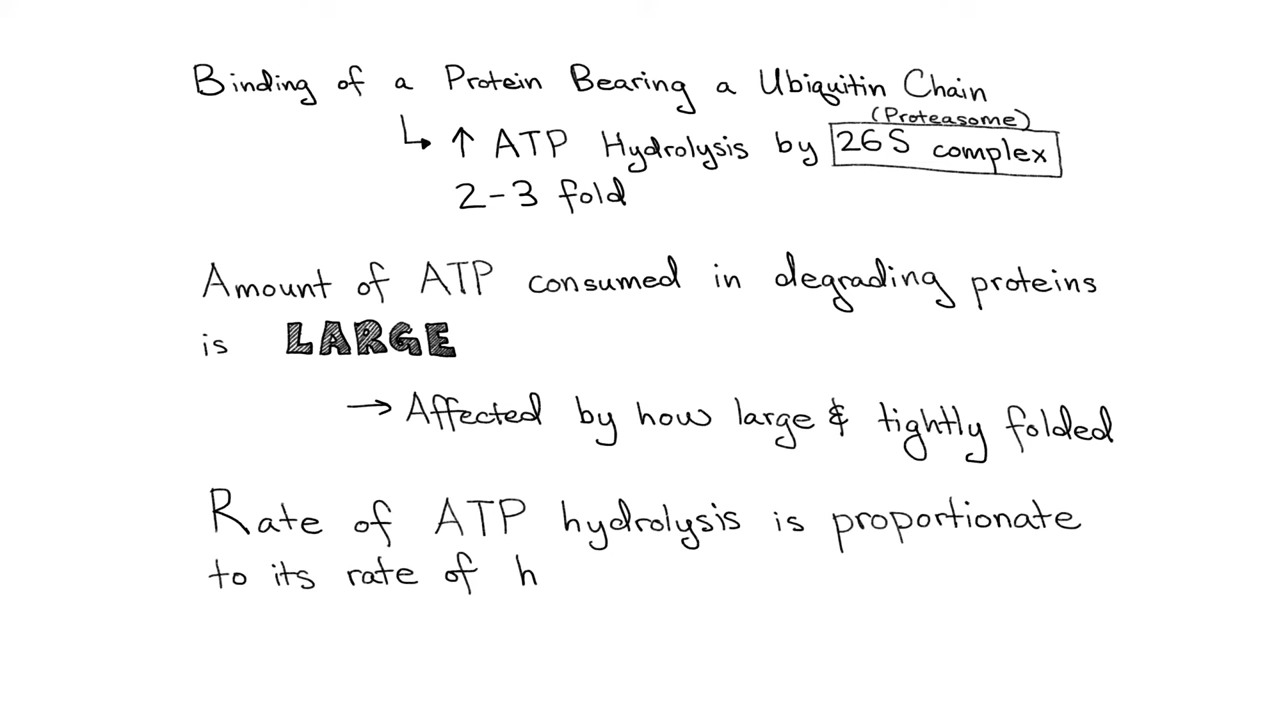 Binding of a Protein Bearing a Ubiquitin Chain
(Proteasome)
↳ ↑ ATP Hydrolysis by 26S complex
2-3 fold
Amount of ATP consumed in degrading proteins
is LARGE
→ Affected by how large & tightly folded
Rate of ATP hydrolysis is proportionate
to its rate of h